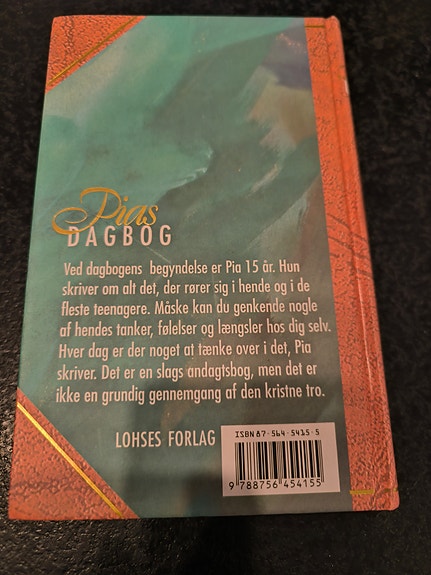 Pias
DAGBOG
Ved dagbogens begyndelse er Pia 15 år. Hun
skriver om alt det, der rører sig i hende og i de
fleste teenagere. Måske kan du genkende nogle
af hendes tanker, følelser og længsler hos dig selv.
Hver dag er der noget at tænke over i det, Pia
skriver. Det er en slags andagtsbog, men det er
ikke en grundig gennemgang af den kristne tro.
LOHSES FORLAG
ISBN 87-564-5415-5
9 788756 454155